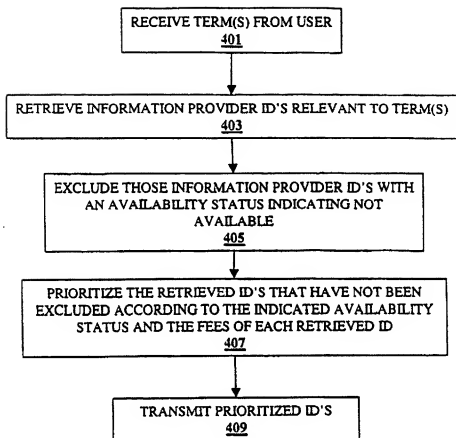 RECEIVE TERM(S) FROM USER
401
RETRIEVE INFORMATION PROVIDER ID'S RELEVANT TO TERM(S)
403
EXCLUDE THOSE INFORMATION PROVIDER ID'S WITH
AN AVAILABILITY STATUS INDICATING NOT
AVAILABLE
405
PRIORITIZE THE RETRIEVED ID'S THAT HAVE NOT BEEN
EXCLUDED ACCORDING TO THE INDICATED AVAILABILITY
STATUS AND THE FEES OF EACH RETRIEVED ID
407
TRANSMIT PRIORITIZED ID'S
409